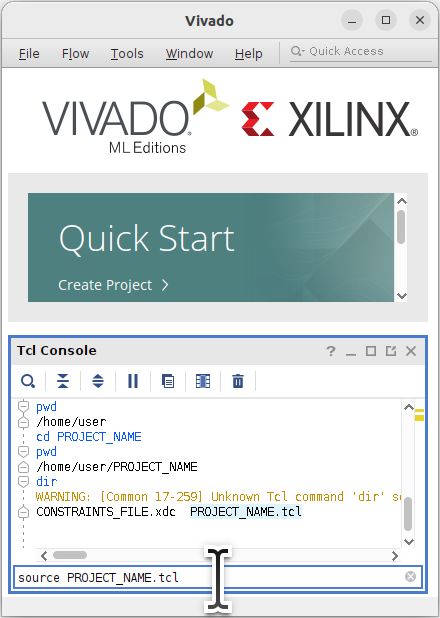 Vivado
File Flow Tools Window Help Quick Access
VIVADO®
ML Editions
XILINX®
Quick Start
Create Project
Tcl Console
pwd
/home/user
cd PROJECT_NAME
pwd
/home/user/PROJECT_NAME
dir
WARNING: [Common 17-259] Unknown Tcl command 'dir' se
CONSTRAINTS_FILE.xdc PROJECT_NAME.tcl
source PROJECT_NAME.tcl